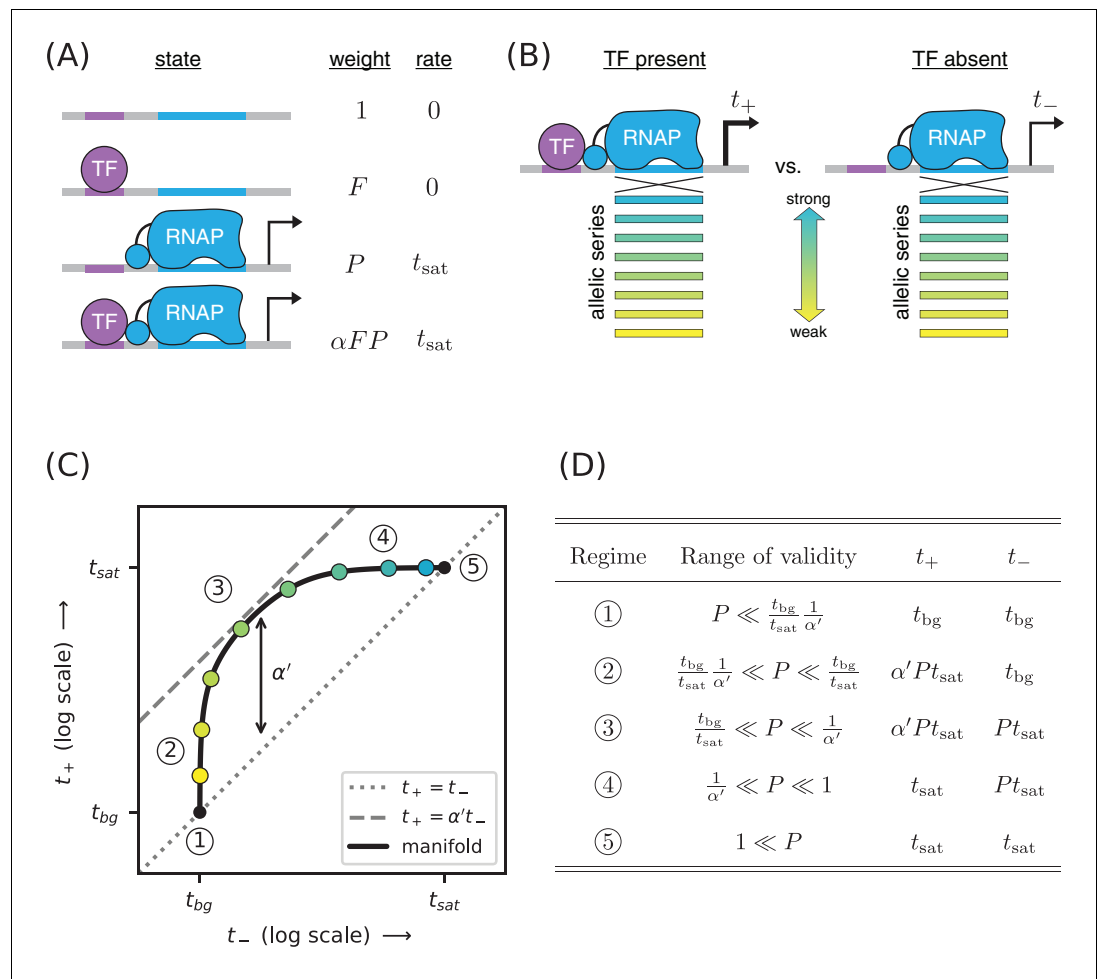 (A)
state weight rate
1 0
TF
F 0
RNAP
P t_sat
TF RNAP
αFP t_sat
(B)
TF present TF absent
t_+ t_−
TF RNAP vs. RNAP
allelic series
strong
weak
allelic series
(C)
t_+ (log scale) ⟶
t_sat
t_bg
① ② ③ ④ ⑤
α′
t_+ = t_−
t_+ = α′t_−
manifold
t_bg t_sat
t_− (log scale) ⟶
(D)
Regime Range of validity t_+ t_−
① P ≪ t_bg/t_sat 1/α′ t_bg t_bg
② t_bg/t_sat 1/α′ ≪ P ≪ t_bg/t_sat α′Pt_sat t_bg
③ t_bg/t_sat ≪ P ≪ 1/α′ α′Pt_sat Pt_sat
④ 1/α′ ≪ P ≪ 1 t_sat Pt_sat
⑤ 1 ≪ P t_sat t_sat